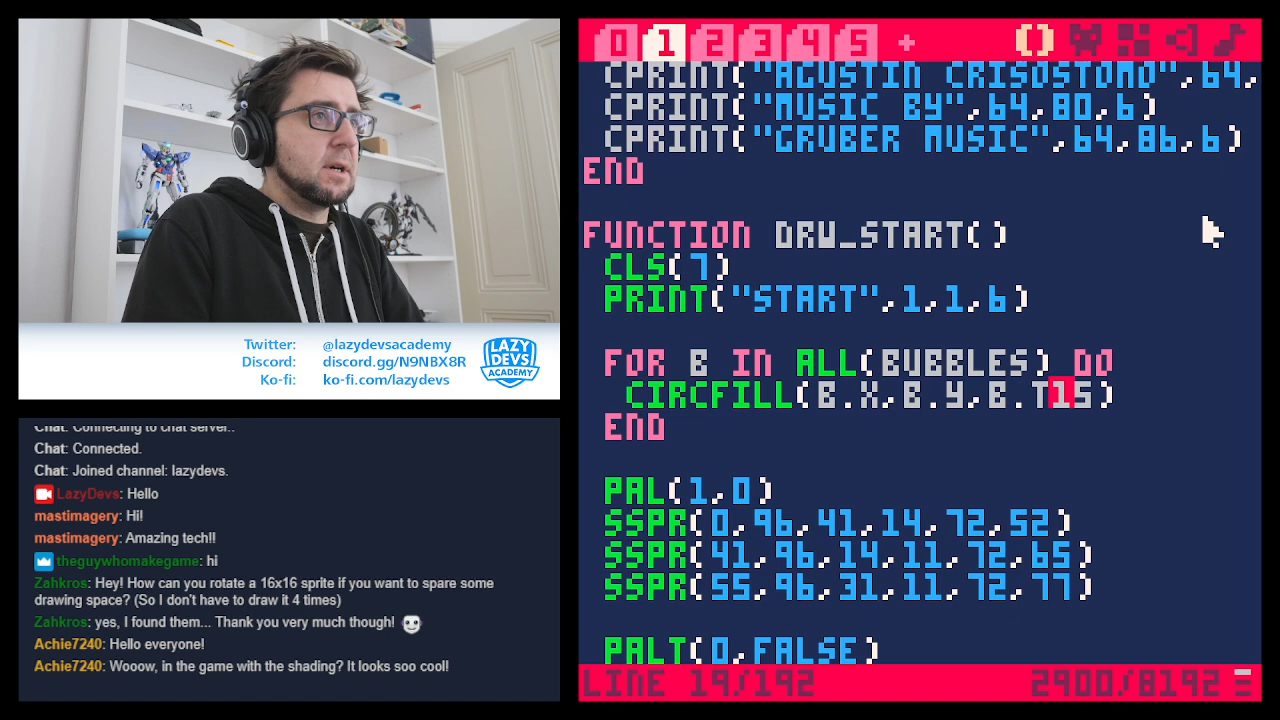 Twitter: @lazydevsacademy
Discord: discord.gg/N9NBX8R
Ko-fi: ko-fi.com/lazydevs
LAZY
DEVS
ACADEMY
Chat: Connecting to chat server..
Chat: Connected.
Chat: Joined channel: lazydevs.
LazyDevs: Hello
mastimagery: Hi!
mastimagery: Amazing tech!!
theguywhomakegame: hi
Zahkros: Hey! How can you rotate a 16x16 sprite if you want to spare some
drawing space? (So I don't have to draw it 4 times)
Zahkros: yes, I found them... Thank you very much though!
Achie7240: Hello everyone!
Achie7240: Wooow, in the game with the shading? It looks soo cool!
0 1 2 3 4 5 + ()
CPRINT("AGUSTIN CRISOSTOMO",64,
CPRINT("MUSIC BY",64,80,6)
CPRINT("GRUBER MUSIC",64,86,6)
END
FUNCTION DRW_START()
CLS(7)
PRINT("START",1,1,6)
FOR B IN ALL(BUBBLES) DO
CIRCFILL(B.X,B.Y,B.T15)
END
PAL(1,0)
SSPR(0,96,41,14,72,52)
SSPR(41,96,14,11,72,65)
SSPR(55,96,31,11,72,77)
PALT(0,FALSE)
LINE 19/192 2900/8192